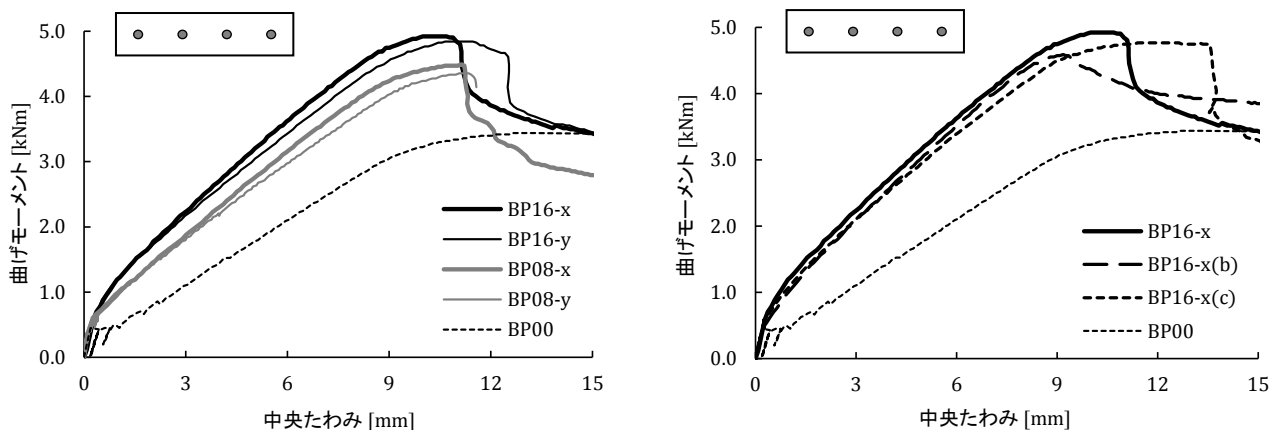 5.0
4.0
3.0
2.0
1.0
0.0
曲げモーメント [kNm]
BP16-x
BP16-y
BP08-x
BP08-y
BP00
0 3 6 9 12 15
中央たわみ [mm]
5.0
4.0
3.0
2.0
1.0
0.0
曲げモーメント [kNm]
BP16-x
BP16-x(b)
BP16-x(c)
BP00
0 3 6 9 12 15
中央たわみ [mm]